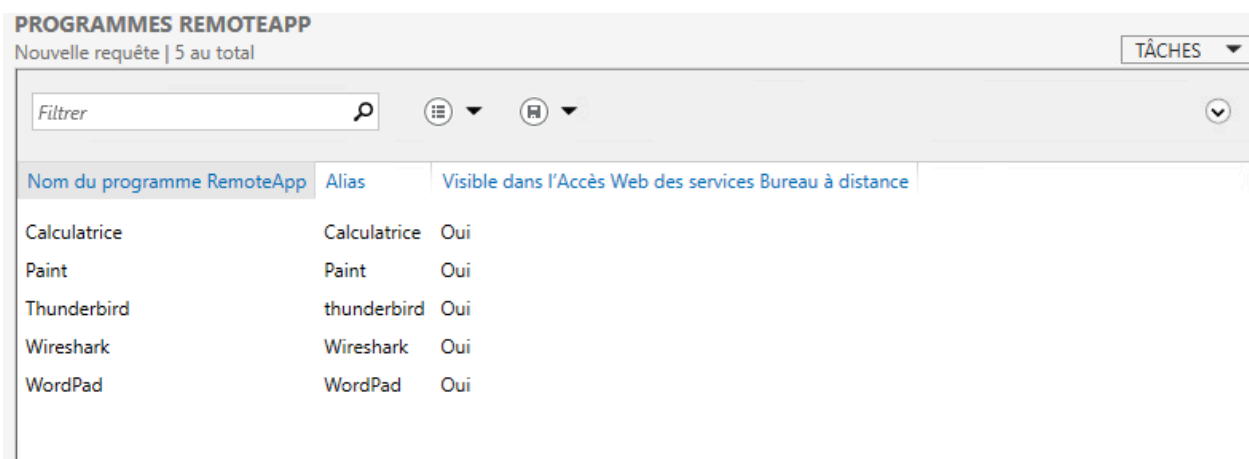 PROGRAMMES REMOTEAPP
Nouvelle requête | 5 au total
TÂCHES
Filtrer
Nom du programme RemoteApp Alias Visible dans l’Accès Web des services Bureau à distance
Calculatrice Calculatrice Oui
Paint Paint Oui
Thunderbird thunderbird Oui
Wireshark Wireshark Oui
WordPad WordPad Oui